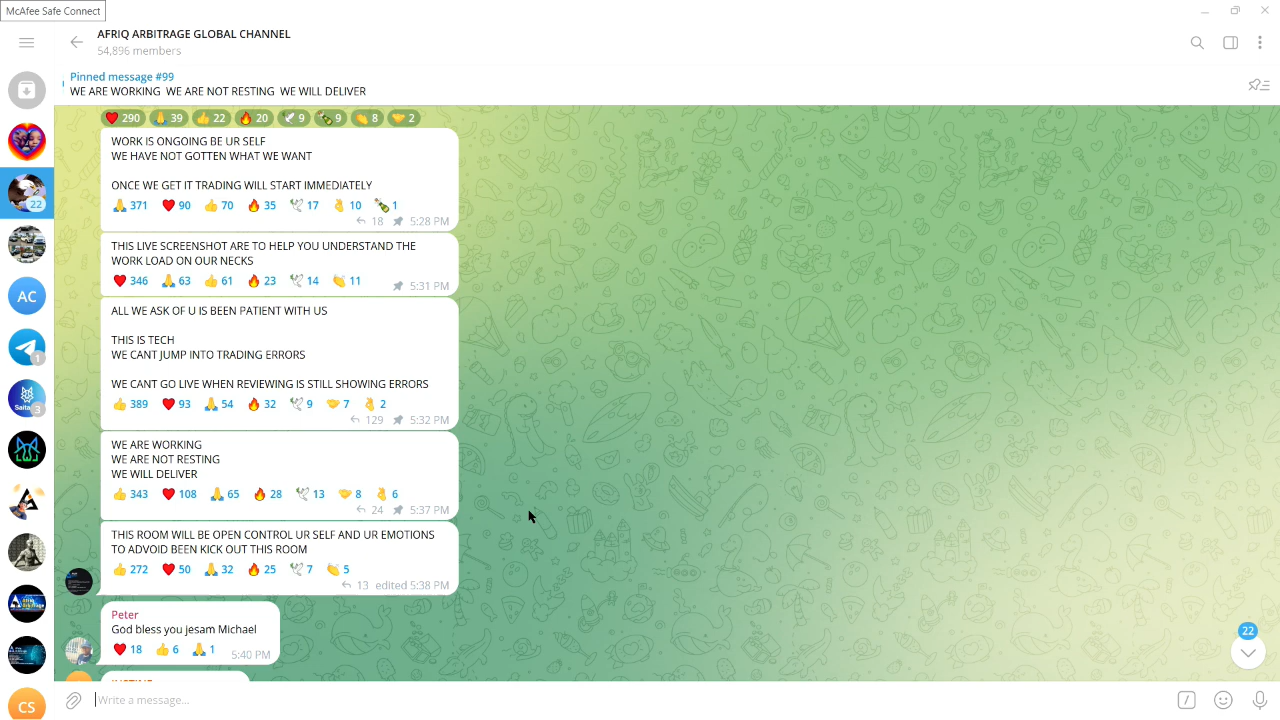 McAfee Safe Connect
AFRIQ ARBITRAGE GLOBAL CHANNEL
54,896 members
Pinned message #99
WE ARE WORKING WE ARE NOT RESTING WE WILL DELIVER
290 39 22 20 9 9 8 2
WORK IS ONGOING BE UR SELF
WE HAVE NOT GOTTEN WHAT WE WANT
ONCE WE GET IT TRADING WILL START IMMEDIATELY
371 90 70 35 17 10 1
18 5:28 PM
THIS LIVE SCREENSHOT ARE TO HELP YOU UNDERSTAND THE
WORK LOAD ON OUR NECKS
346 63 61 23 14 11
5:31 PM
ALL WE ASK OF U IS BEEN PATIENT WITH US
THIS IS TECH
WE CANT JUMP INTO TRADING ERRORS
WE CANT GO LIVE WHEN REVIEWING IS STILL SHOWING ERRORS
389 93 54 32 9 7 2
129 5:32 PM
WE ARE WORKING
WE ARE NOT RESTING
WE WILL DELIVER
343 108 65 28 13 8 6
24 5:37 PM
THIS ROOM WILL BE OPEN CONTROL UR SELF AND UR EMOTIONS
TO ADVOID BEEN KICK OUT THIS ROOM
272 50 32 25 7 5
13 edited 5:38 PM
Peter
God bless you jesam Michael
18 6 1
5:40 PM
22
Write a message...
22
AC
1
3
CS